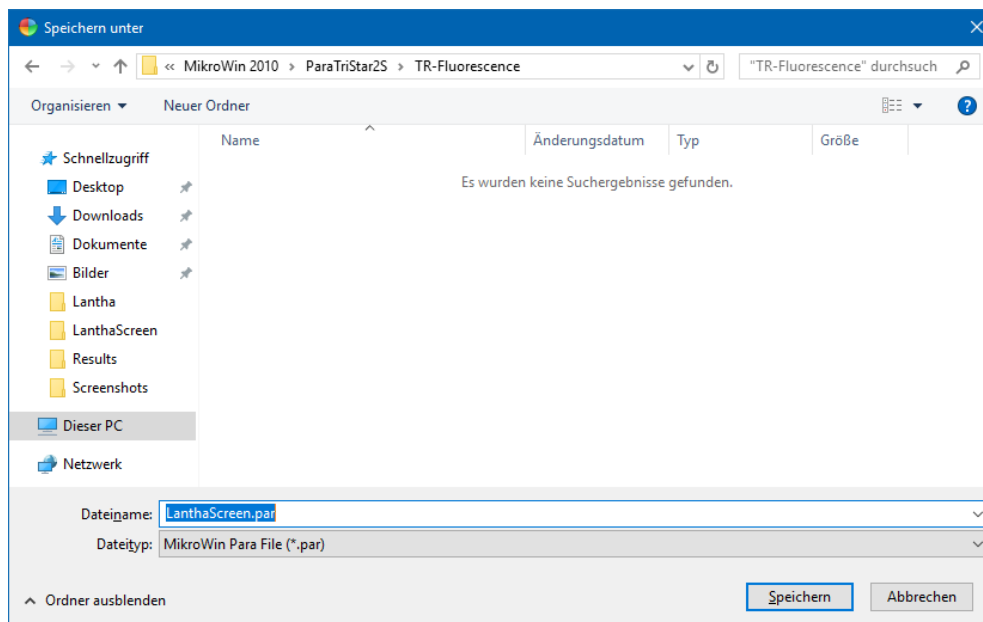 Speichern unter
« MikroWin 2010 › ParaTriStar2S › TR-Fluorescence
"TR-Fluorescence" durchsuch
Organisieren
Neuer Ordner
?
Name
Änderungsdatum
Typ
Größe
Es wurden keine Suchergebnisse gefunden.
Schnellzugriff
Desktop
Downloads
Dokumente
Bilder
Lantha
LanthaScreen
Results
Screenshots
Dieser PC
Netzwerk
Dateiname: LanthaScreen.par
Dateityp: MikroWin Para File (*.par)
Ordner ausblenden
Speichern
Abbrechen